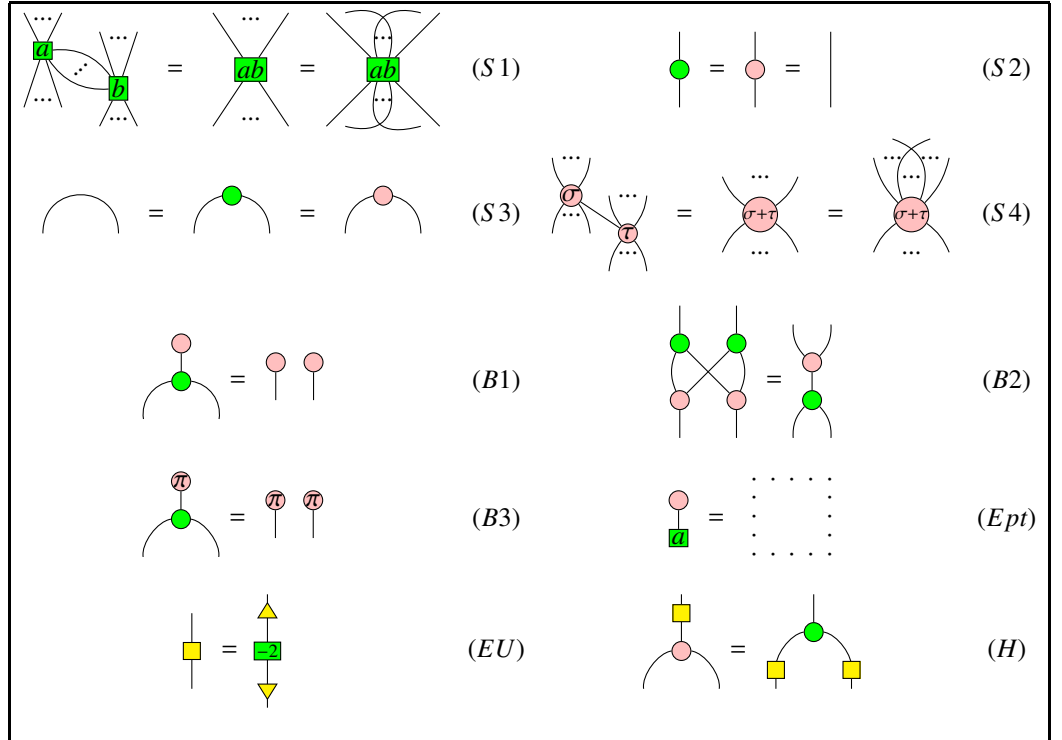 ... a ... ... b ... ... = ... ab ... = ... ab ... (S1)
= = (S2)
= = (S3)
... σ ... ... τ ... = ... σ+τ ... = ... ... ... σ+τ ... (S4)
= (B1)
= (B2)
π = π π (B3)
a = (Ept)
= -2 (EU)
= (H)